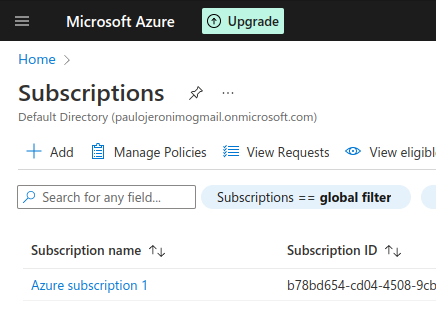 Microsoft Azure
Upgrade
Home
Subscriptions
Default Directory (paulojeronimogmail.onmicrosoft.com)
Add Manage Policies View Requests View eligible
Search for any field... Subscriptions == global filter
Subscription name Subscription ID
Azure subscription 1 b78bd654-cd04-4508-9cb